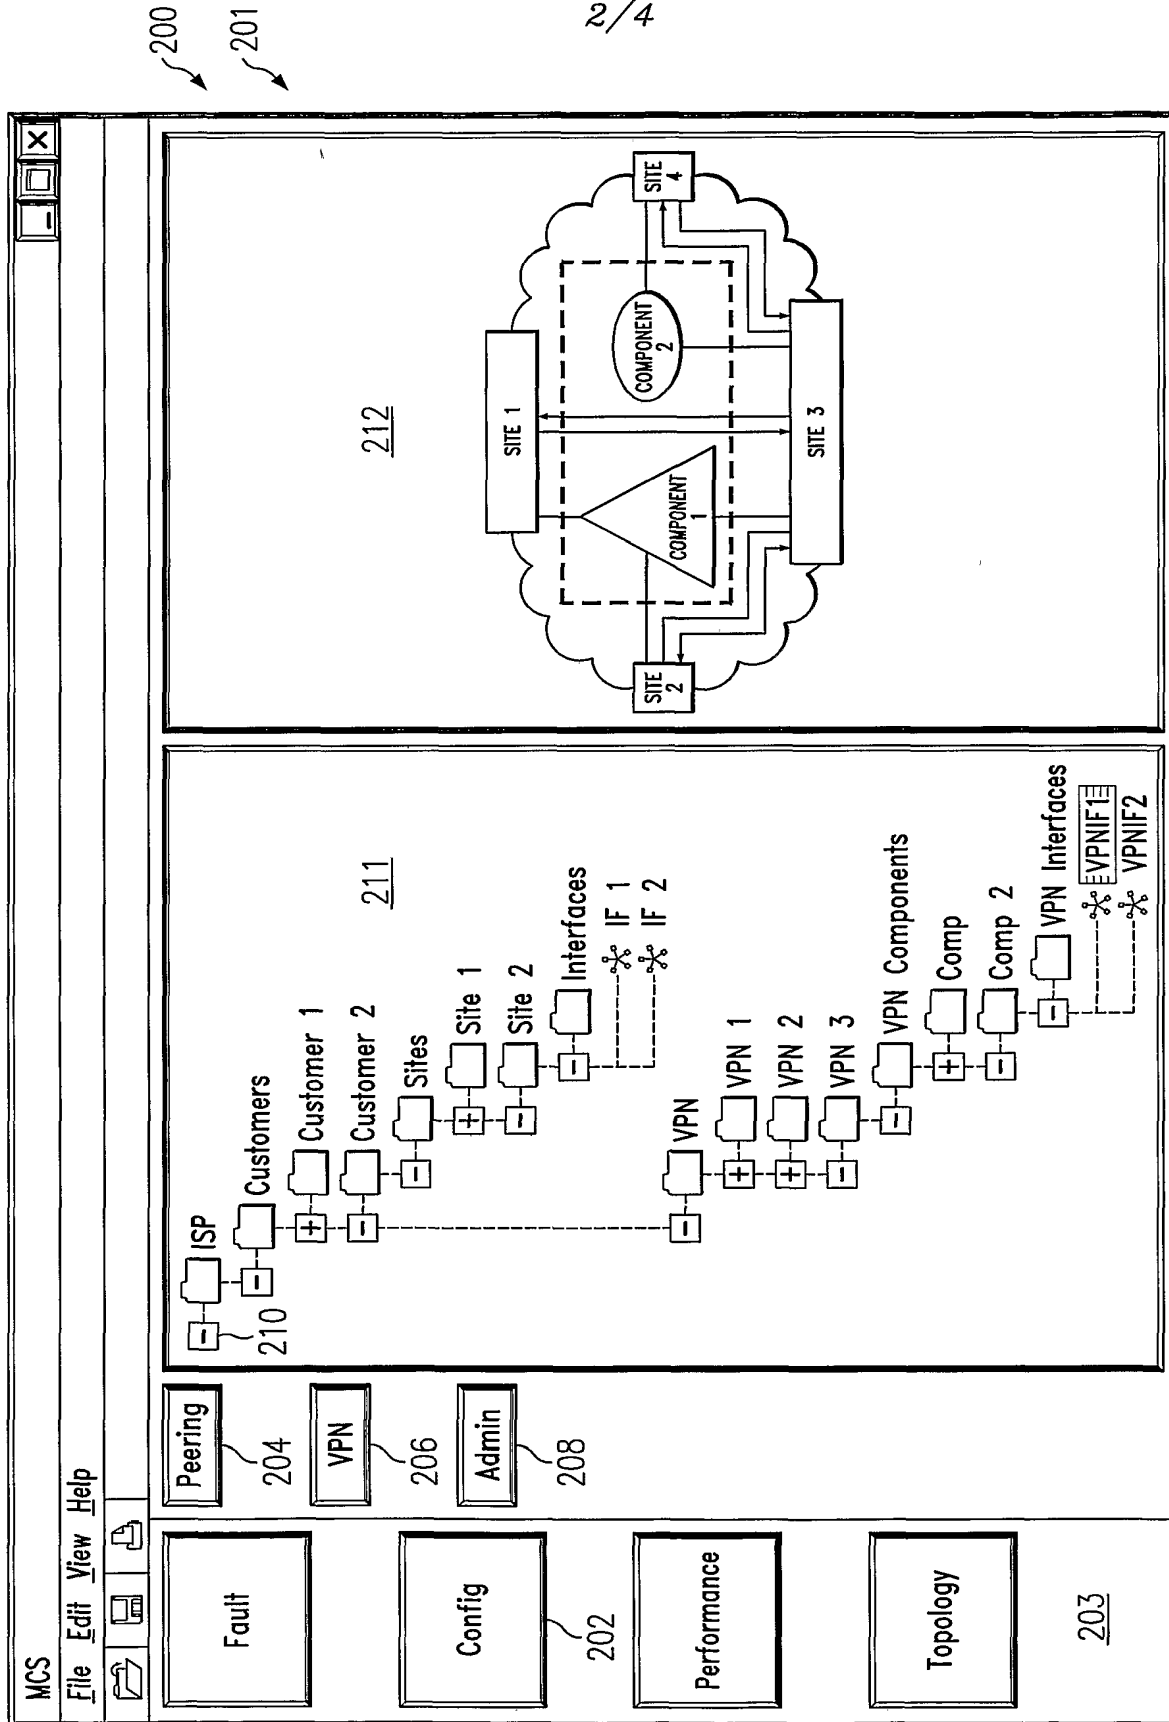 2/4
200
201
MCS
File Edit View Help
Fault
Config
202
Performance
Topology
203
Peering
204
VPN
206
Admin
208
210
211
ISP
Customers
Customer 1
Customer 2
Sites
Site 1
Site 2
Interfaces
IF 1
IF 2
VPN
VPN 1
VPN 2
VPN 3
VPN Components
Comp
Comp 2
VPN Interfaces
VPNIF1
VPNIF2
212
SITE 1
SITE
2
COMPONENT
1
COMPONENT
2
SITE
4
SITE 3